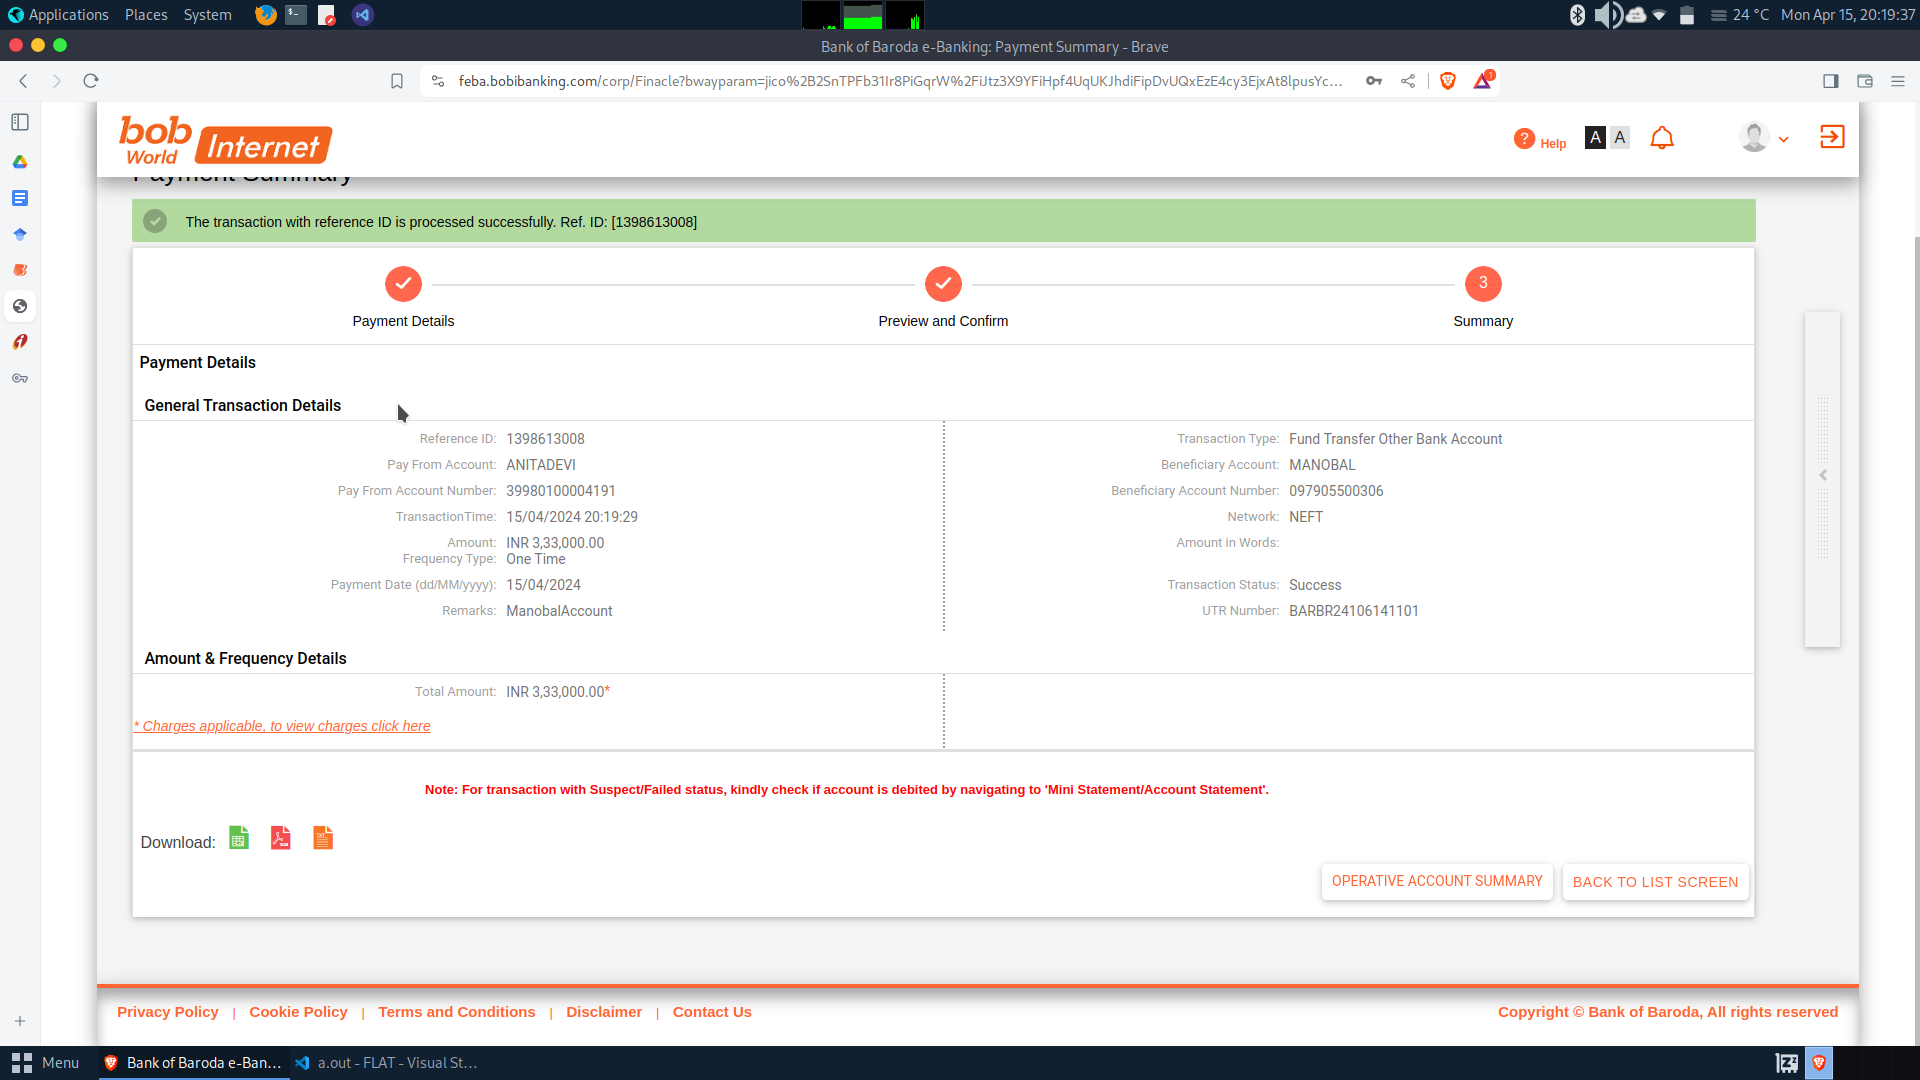 Applications Places System
24 °C Mon Apr 15, 20:19:37
Bank of Baroda e-Banking: Payment Summary - Brave
feba.bobibanking.com/corp/Finacle?bwayparam=jico%2B2SnTPFb31Ir8PiGqrW%2FiJtz3X9YFiHpf4UqUKJhdiFipDvUQxEzE4cy3EjxAt8lpusYc...
1
bob World Internet
? Help A A
Payment Summary
The transaction with reference ID is processed successfully. Ref. ID: [1398613008]
3
Payment Details Preview and Confirm Summary
Payment Details
General Transaction Details
Reference ID: 1398613008 Transaction Type: Fund Transfer Other Bank Account
Pay From Account: ANITADEVI Beneficiary Account: MANOBAL
Pay From Account Number: 39980100004191 Beneficiary Account Number: 097905500306
TransactionTime: 15/04/2024 20:19:29 Network: NEFT
Amount: INR 3,33,000.00 Amount in Words:
Frequency Type: One Time
Payment Date (dd/MM/yyyy): 15/04/2024 Transaction Status: Success
Remarks: ManobalAccount UTR Number: BARBR24106141101
Amount & Frequency Details
Total Amount: INR 3,33,000.00*
* Charges applicable, to view charges click here
Note: For transaction with Suspect/Failed status, kindly check if account is debited by navigating to 'Mini Statement/Account Statement'.
Download:
OPERATIVE ACCOUNT SUMMARY BACK TO LIST SCREEN
Privacy Policy | Cookie Policy | Terms and Conditions | Disclaimer | Contact Us Copyright © Bank of Baroda, All rights reserved
Menu Bank of Baroda e-Ban... a.out - FLAT - Visual St...